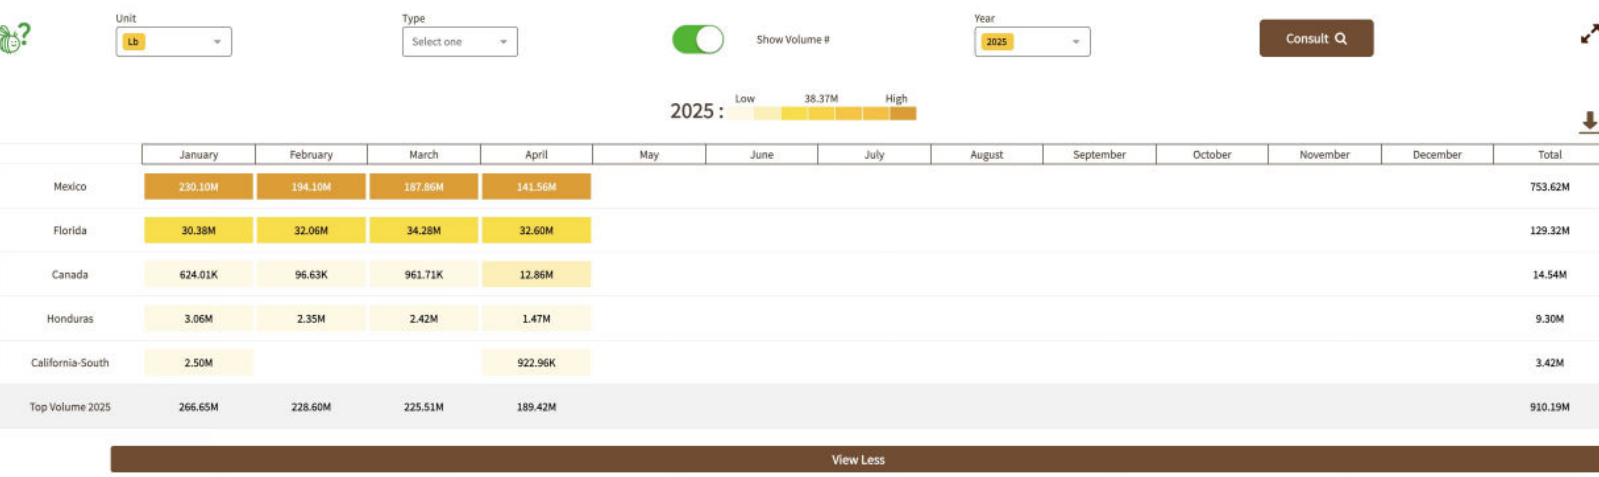 Unit Type Year
Lb Select one Show Volume # 2025 Consult
2025 : Low 38.37M High
January February March April May June July August September October November December Total
Mexico 230.10M 194.10M 187.86M 141.56M 753.62M
Florida 30.38M 32.06M 34.28M 32.60M 129.32M
Canada 624.01K 96.63K 961.71K 12.86M 14.54M
Honduras 3.06M 2.35M 2.42M 1.47M 9.30M
California-South 2.50M 922.96K 3.42M
Top Volume 2025 266.65M 228.60M 225.51M 189.42M 910.19M
View Less